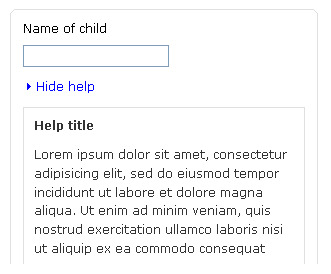 Name of child
Hide help
Help title
Lorem ipsum dolor sit amet, consectetur
adipisicing elit, sed do eiusmod tempor
incididunt ut labore et dolore magna
aliqua. Ut enim ad minim veniam, quis
nostrud exercitation ullamco laboris nisi
ut aliquip ex ea commodo consequat